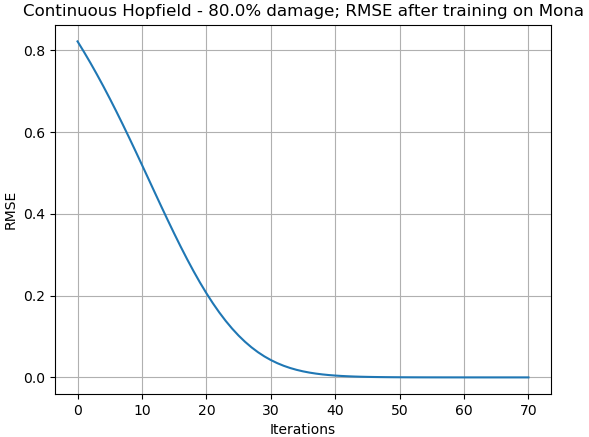 Continuous Hopfield - 80.0% damage; RMSE after training on Mona
0.8
0.6
0.4
0.2
0.0
RMSE
0 10 20 30 40 50 60 70
Iterations